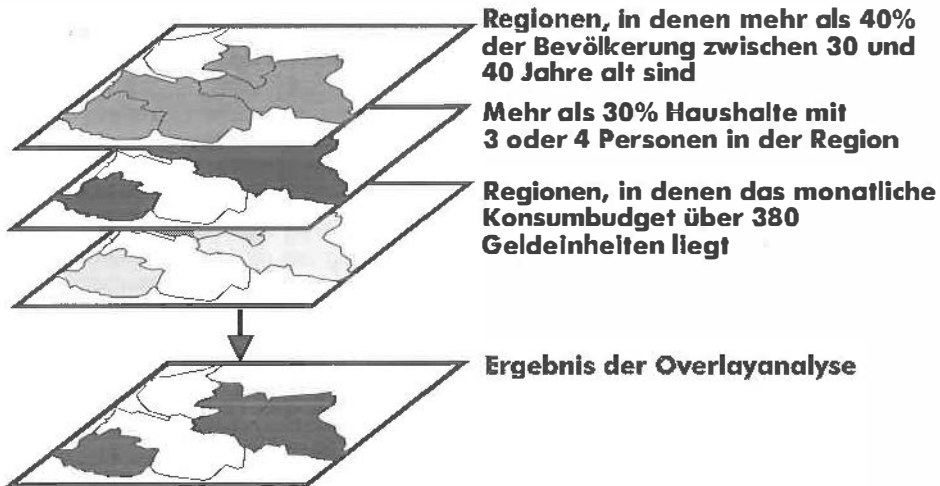 Regionen, in denen mehr als 40%
der Bevölkerung zwischen 30 und
40 Jahre alt sind
Mehr als 30% Haushalte mit
3 oder 4 Personen in der Region
Regionen, in denen das monatliche
Konsumbudget über 380
Geldeinheiten liegt
Ergebnis der Overlayanalyse